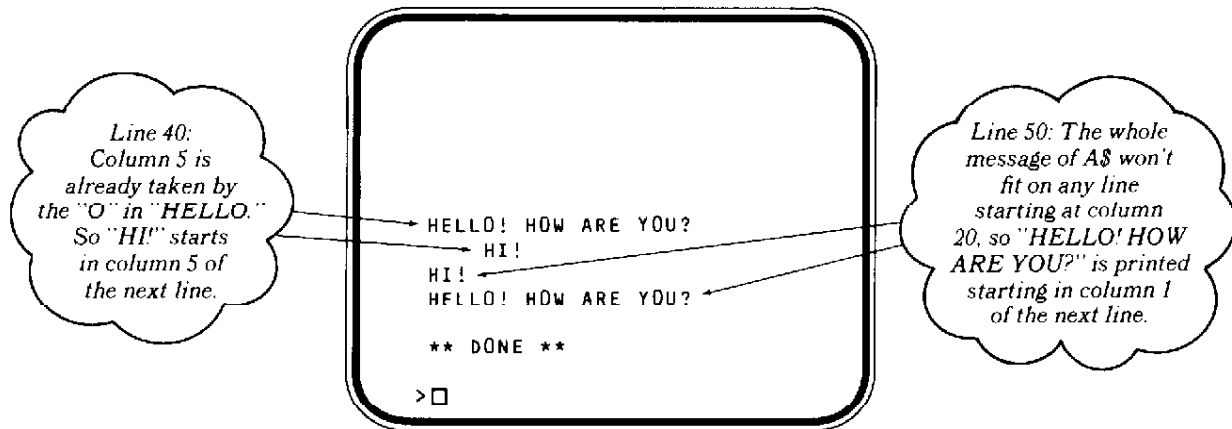 Line 40:
Column 5 is
already taken by
the "O" in "HELLO."
So "HI!" starts
in column 5 of
the next line.
HELLO! HOW ARE YOU?
HI!
HI!
HELLO! HOW ARE YOU?
** DONE **
>□
Line 50: The whole
message of A$ won't
fit on any line
starting at column
20, so "HELLO! HOW
ARE YOU?" is printed
starting in column 1
of the next line.